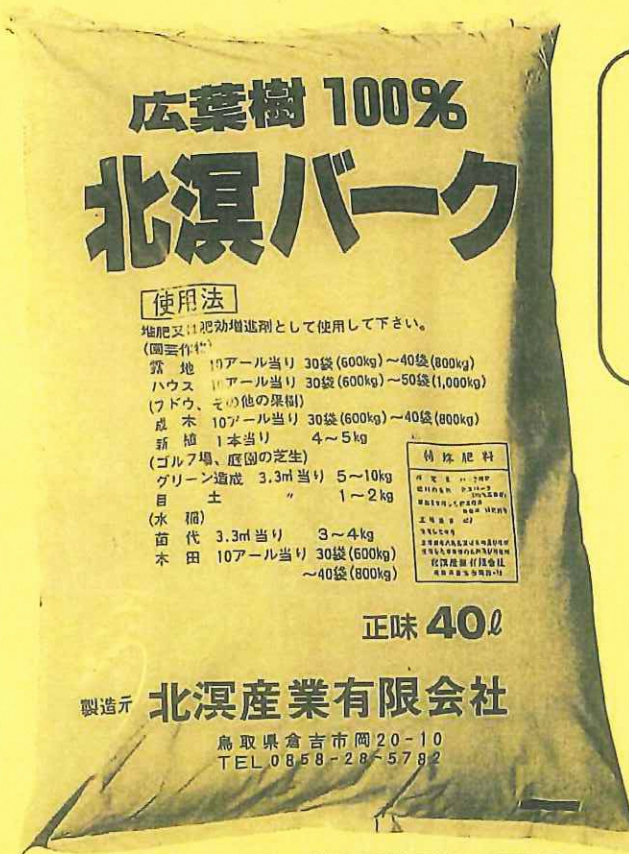 広葉樹 100%
北溟バーク
使用法
堆肥又は肥効増進剤として使用して下さい。
(園芸作物)
露 地 10アール当り 30袋(600kg)〜40袋(800kg)
ハウス 10アール当り 30袋(600kg)〜50袋(1,000kg)
(ブドウ、その他の果樹)
成 木 10アール当り 30袋(600kg)〜40袋(800kg)
新 植 1本当り 4〜5kg
(ゴルフ場、庭園の芝生)
グリーン造成 3.3㎡当り 5〜10kg
目 土 〃 1〜2kg
(水 稲)
苗 代 3.3㎡当り 3〜4kg
本 田 10アール当り 30袋(600kg)
〜40袋(800kg)
特殊肥料
北溟産業有限会社
正味 40ℓ
製造元 北溟産業有限会社
鳥取県倉吉市岡20-10
TEL 0858-28-5782